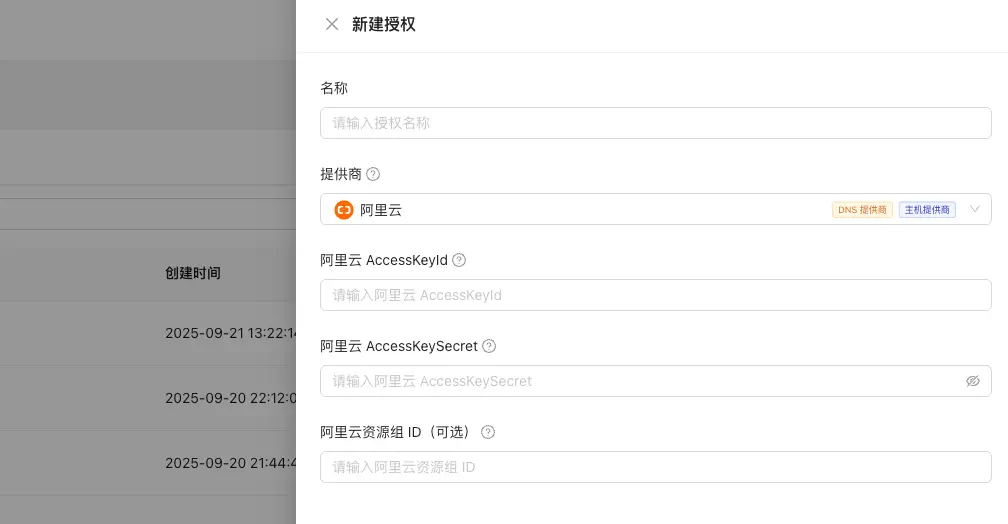 新建授权
名称
请输入授权名称
提供商
阿里云 DNS 提供商 主机提供商
阿里云 AccessKeyId
请输入阿里云 AccessKeyId
创建时间
2025-09-21 13:22:14
阿里云 AccessKeySecret
请输入阿里云 AccessKeySecret
2025-09-20 22:12:0
阿里云资源组 ID（可选）
2025-09-20 21:44:4
请输入阿里云资源组 ID